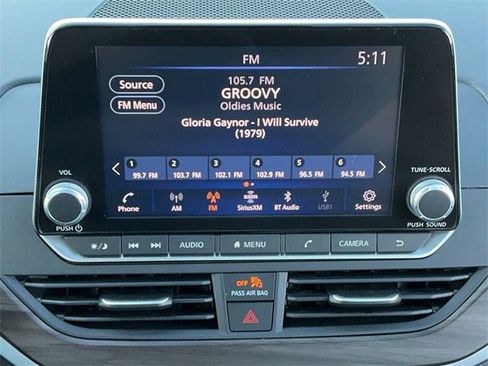 FM 5:11
Source
FM Menu
105.7 FM
GROOVY
Oldies Music
Gloria Gaynor - I Will Survive
(1979)
1 2 3 4 5 6
99.7 FM 103.7 FM 102.1 FM 102.9 FM 96.5 FM 94.5 FM
Phone AM FM SiriusXM BT Audio USB1 Settings
VOL
PUSH
TUNE·SCROLL
PUSH SOUND
AUDIO MENU CAMERA
OFF 2
PASS AIR BAG